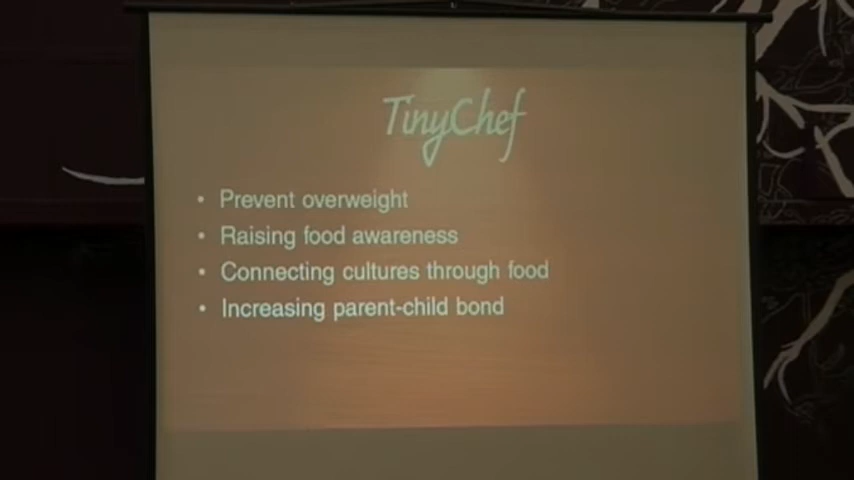 TinyChef
• Prevent overweight
• Raising food awareness
• Connecting cultures through food
• Increasing parent-child bond